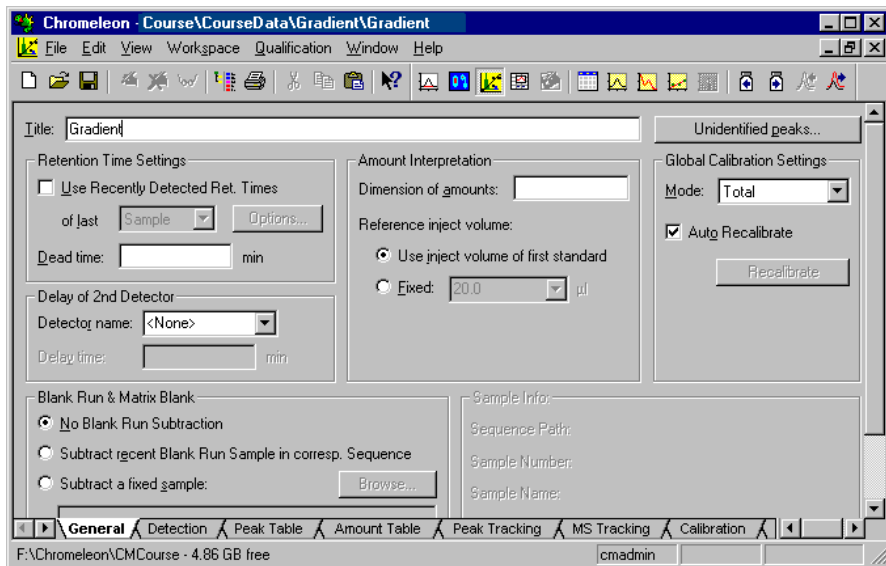 Chromeleon - Course\CourseData\Gradient\Gradient
File Edit View Workspace Qualification Window Help
Title: Gradient
Unidentified peaks...
Retention Time Settings
Use Recently Detected Ret. Times
of last Sample Options...
Dead time: min
Delay of 2nd Detector
Detector name: <None>
Delay time: min
Amount Interpretation
Dimension of amounts:
Reference inject volume:
Use inject volume of first standard
Fixed: 20.0 µl
Global Calibration Settings
Mode: Total
Auto Recalibrate
Recalibrate
Blank Run & Matrix Blank
No Blank Run Subtraction
Subtract recent Blank Run Sample in corresp. Sequence
Subtract a fixed sample: Browse...
Sample Info:
Sequence Path:
Sample Number:
Sample Name:
General Detection Peak Table Amount Table Peak Tracking MS Tracking Calibration
F:\Chromeleon\CMCourse - 4.86 GB free cmadmin